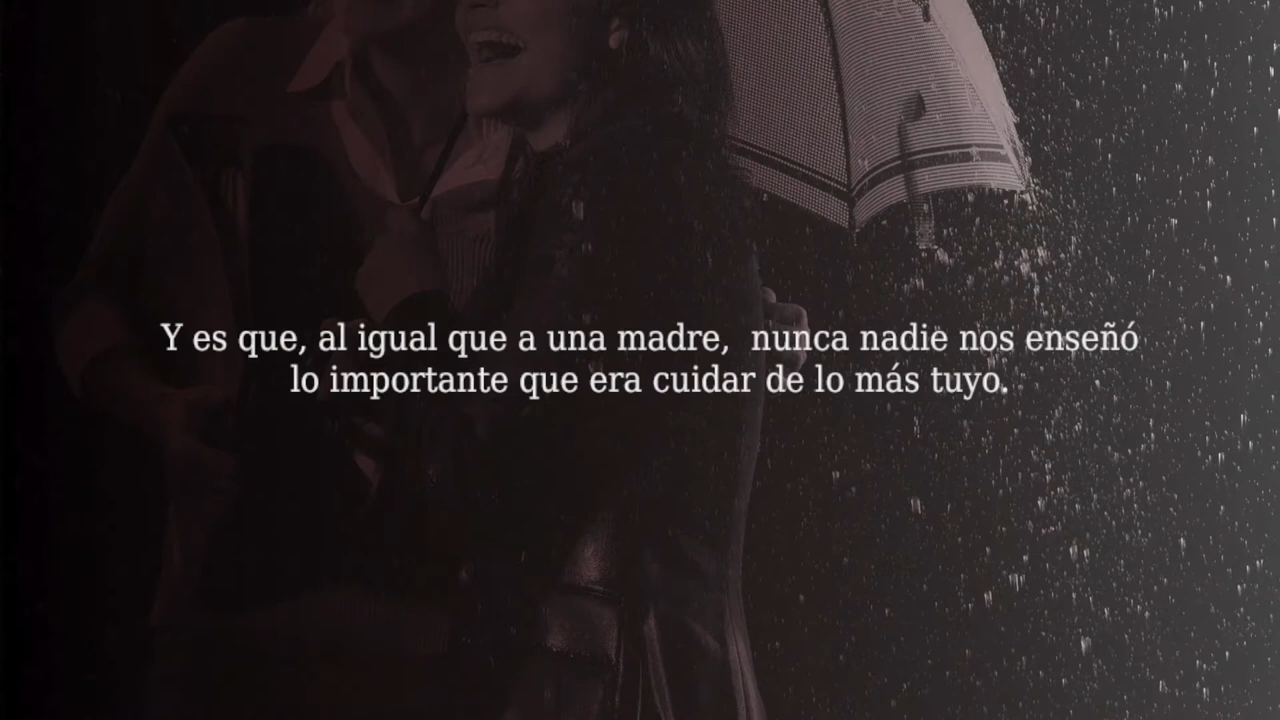 Y es que, al igual que a una madre, nunca nadie nos enseñó
lo importante que era cuidar de lo más tuyo.